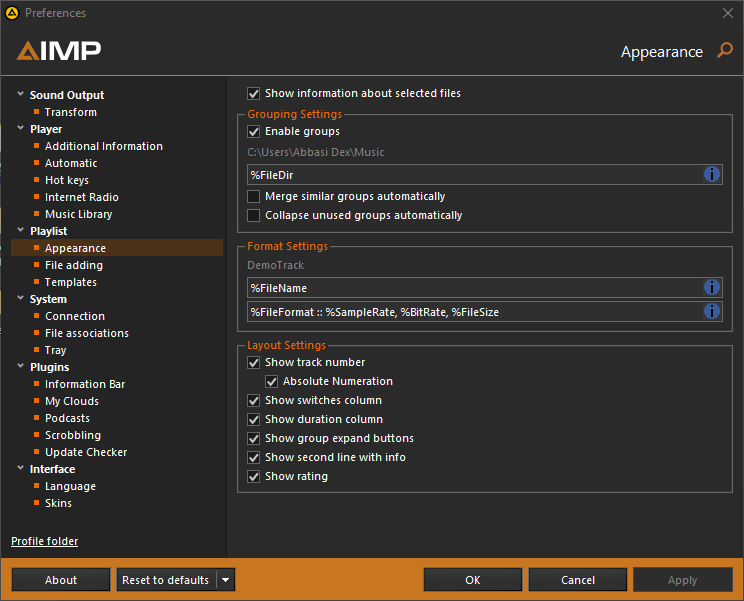 Preferences
AIMP
Appearance
Sound Output
Transform
Player
Additional Information
Automatic
Hot keys
Internet Radio
Music Library
Playlist
Appearance
File adding
Templates
System
Connection
File associations
Tray
Plugins
Information Bar
My Clouds
Podcasts
Scrobbling
Update Checker
Interface
Language
Skins
Profile folder
Show information about selected files
Grouping Settings
Enable groups
C:\Users\Abbasi Dex\Music
%FileDir
Merge similar groups automatically
Collapse unused groups automatically
Format Settings
DemoTrack
%FileName
%FileFormat :: %SampleRate, %BitRate, %FileSize
Layout Settings
Show track number
Absolute Numeration
Show switches column
Show duration column
Show group expand buttons
Show second line with info
Show rating
About
Reset to defaults
OK
Cancel
Apply